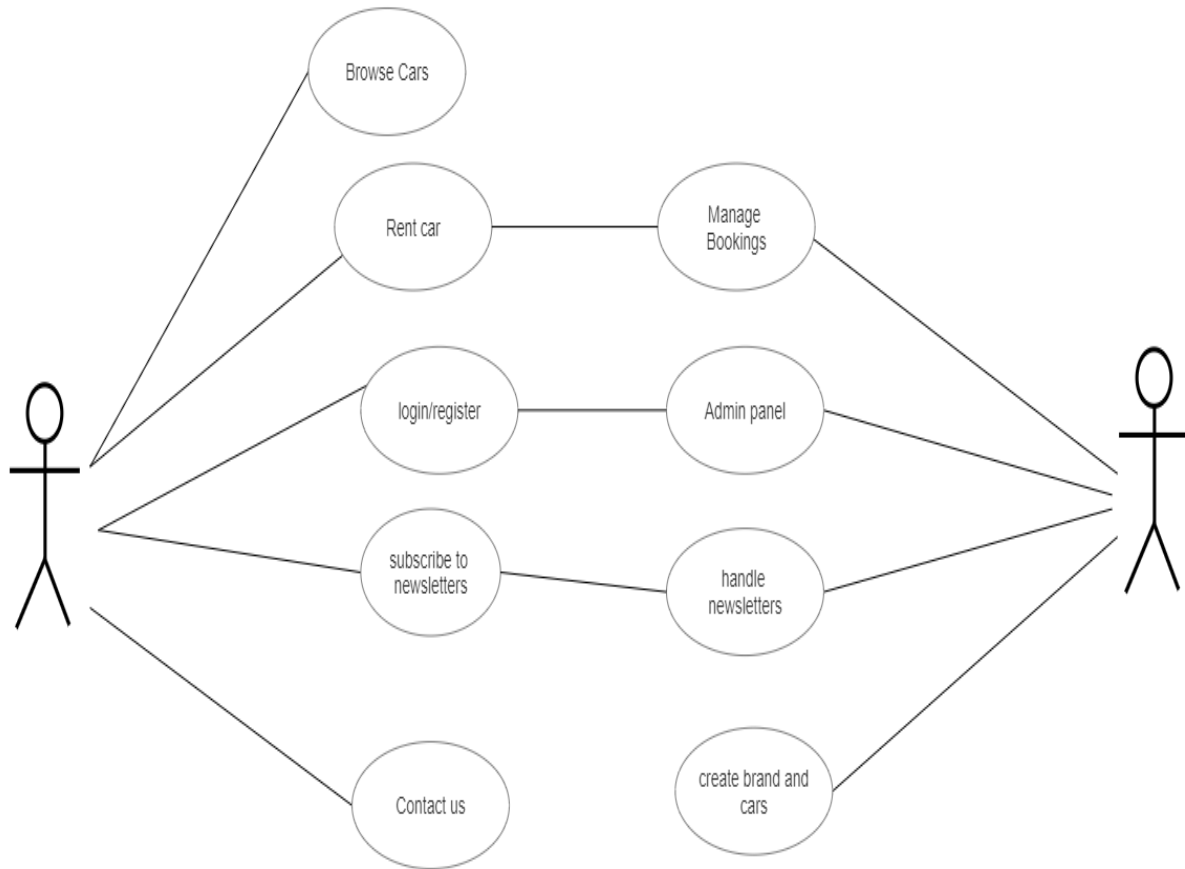 Browse Cars
Rent car
Manage
Bookings
login/register
Admin panel
subscribe to
newsletters
handle
newsletters
Contact us
create brand and
cars